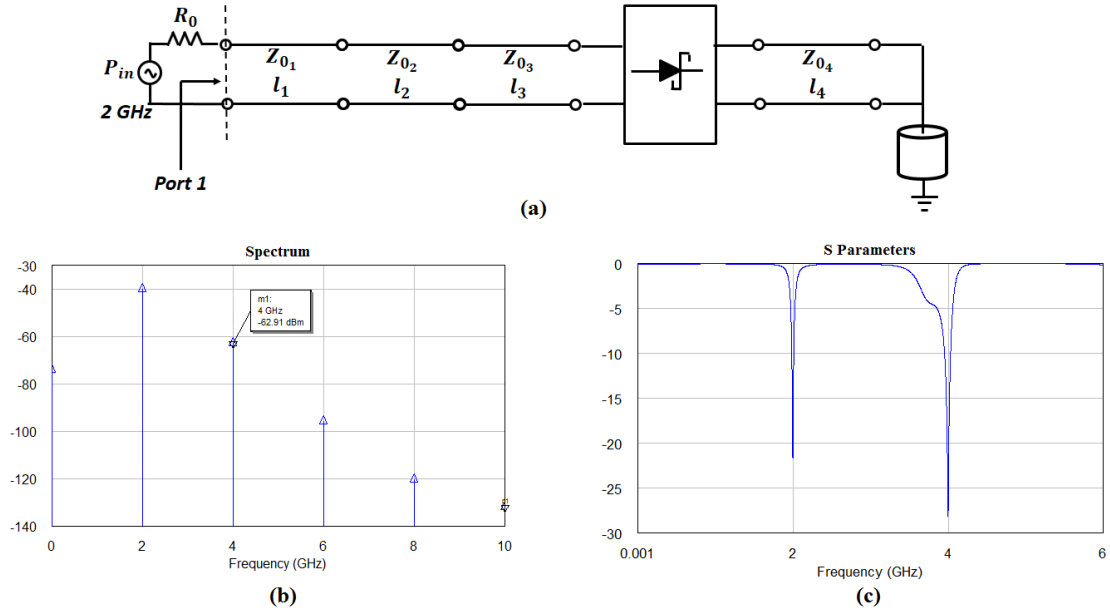 R₀
P_in
2 GHz
Port 1
Z₀₁
l₁
Z₀₂
l₂
Z₀₃
l₃
Z₀₄
l₄
(a)
Spectrum
-30
-40
-60
-80
-100
-120
-140
m1:
4 GHz
-62.91 dBm
0 2 4 6 8 10
Frequency (GHz)
(b)
S Parameters
0
-5
-10
-15
-20
-25
-30
0.001 2 4 6
Frequency (GHz)
(c)